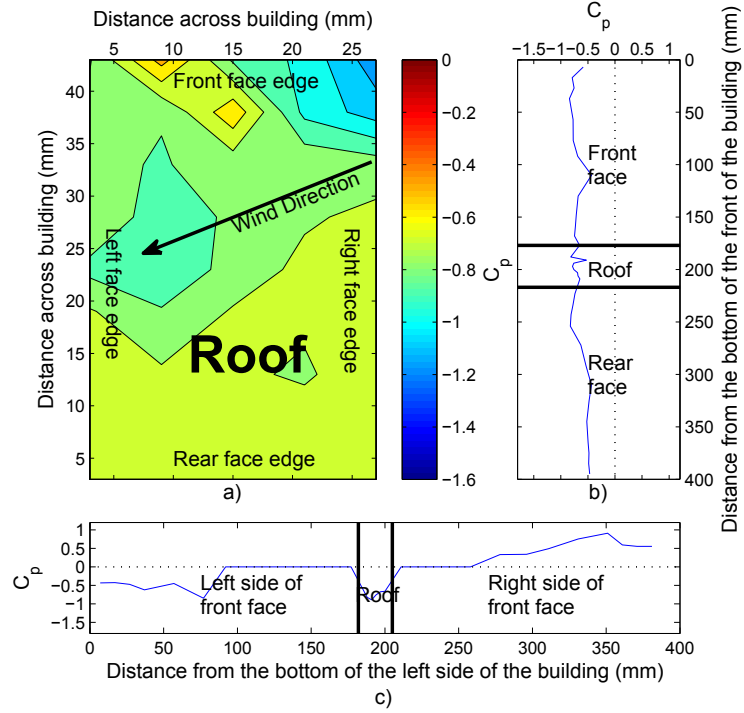 Distance across building (mm)
5 15 20 25
40
35
30
25
20
15
10
5
Distance across building (mm)
Front face edge
Wind Direction
Left face edge
Right face edge
Roof
Rear face edge
a)
0
−0.2
−0.4
−0.6
−0.8
−1
−1.2
−1.4
−1.6
Cp
Cp
−1.5 −1 −0.5 0 0.5 1
0
50
100
150
200
250
300
350
400
Front
face
Roof
Rear
face
Distance from the bottom of the front of the building (mm)
b)
1
0.5
0
−0.5
−1
−1.5
Cp
Left side of
front face
Roof
Right side of
front face
0 50 100 150 200 250 300 350 400
Distance from the bottom of the left side of the building (mm)
c)